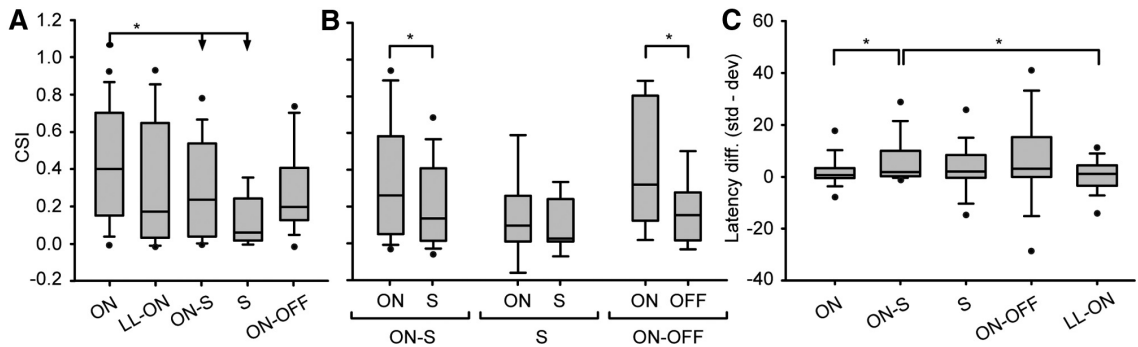 A
B
C
CSI
1.2
1.0
0.8
0.6
0.4
0.2
0.0
-0.2
*
ON
LL-ON
ON-S
S
ON-OFF
*
*
ON S ON S ON OFF
ON-S S ON-OFF
Latency diff. (std - dev)
60
40
20
0
-20
-40
*
*
ON
ON-S
S
ON-OFF
LL-ON